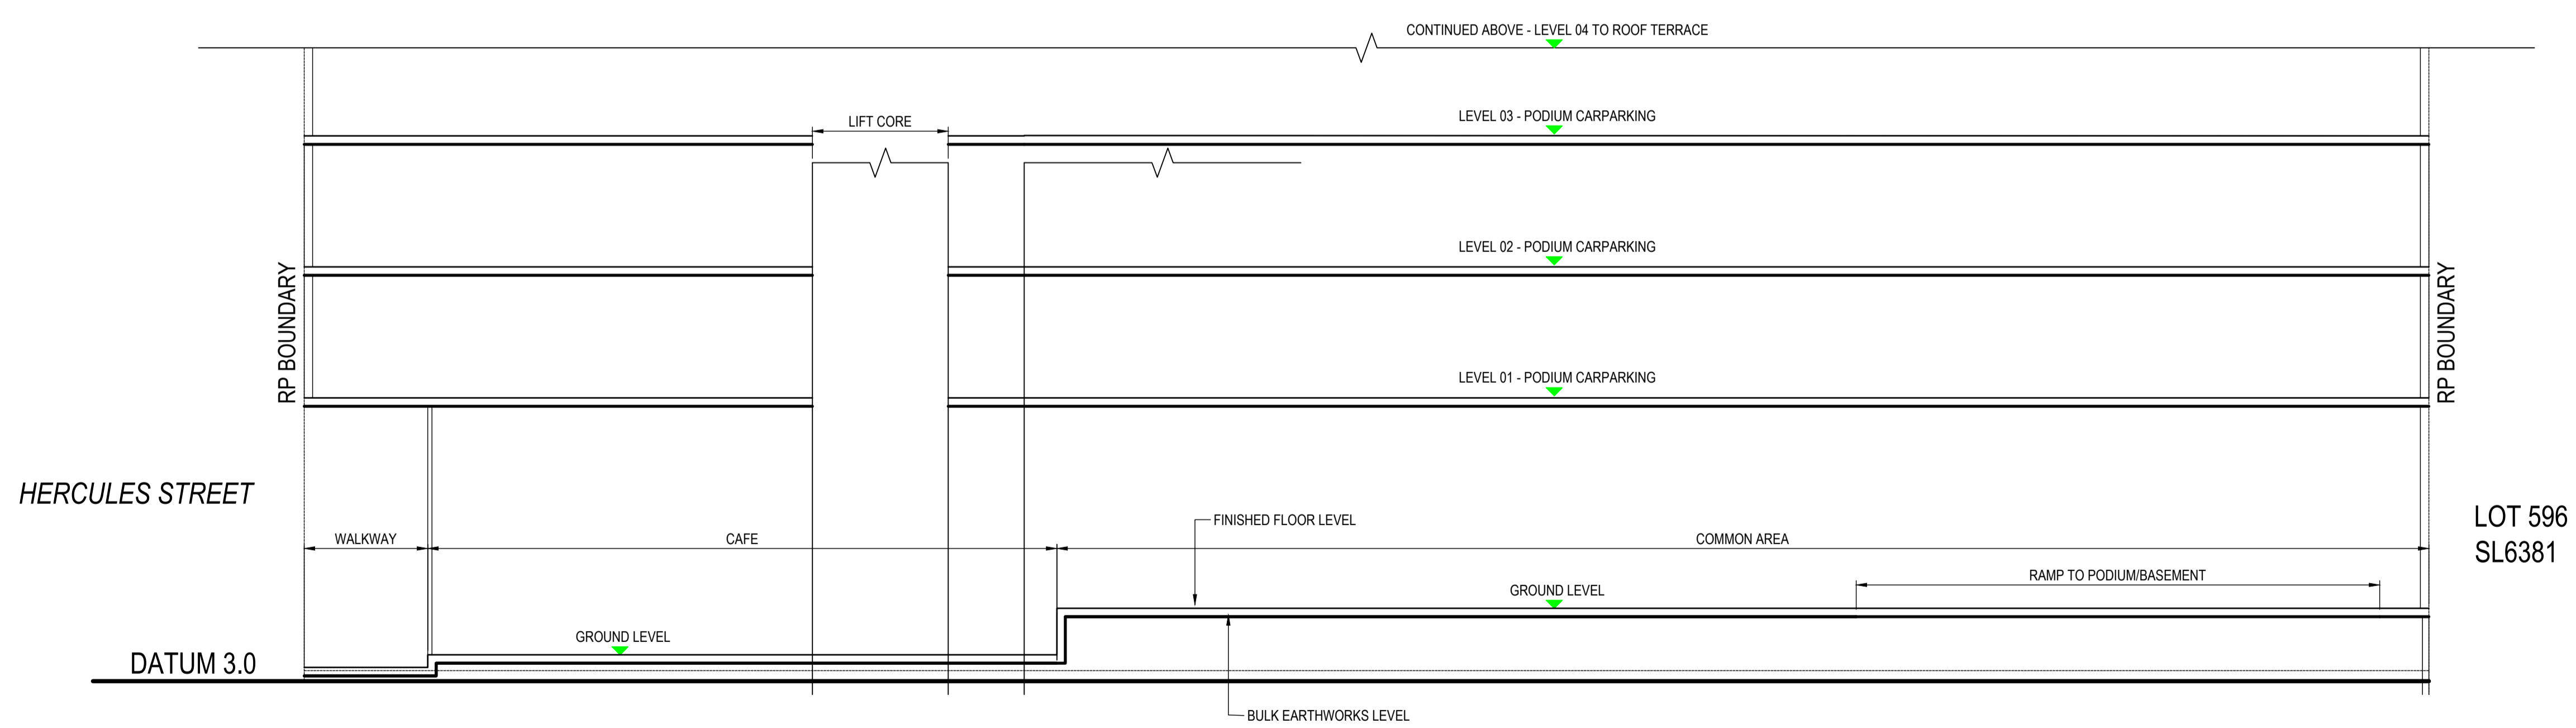 CONTINUED ABOVE - LEVEL 04 TO ROOF TERRACE
LIFT CORE
LEVEL 03 - PODIUM CARPARKING
LEVEL 02 - PODIUM CARPARKING
RP BOUNDARY
RP BOUNDARY
LEVEL 01 - PODIUM CARPARKING
HERCULES STREET
FINISHED FLOOR LEVEL
LOT 596
SL6381
WALKWAY
CAFE
COMMON AREA
RAMP TO PODIUM/BASEMENT
GROUND LEVEL
GROUND LEVEL
DATUM 3.0
BULK EARTHWORKS LEVEL